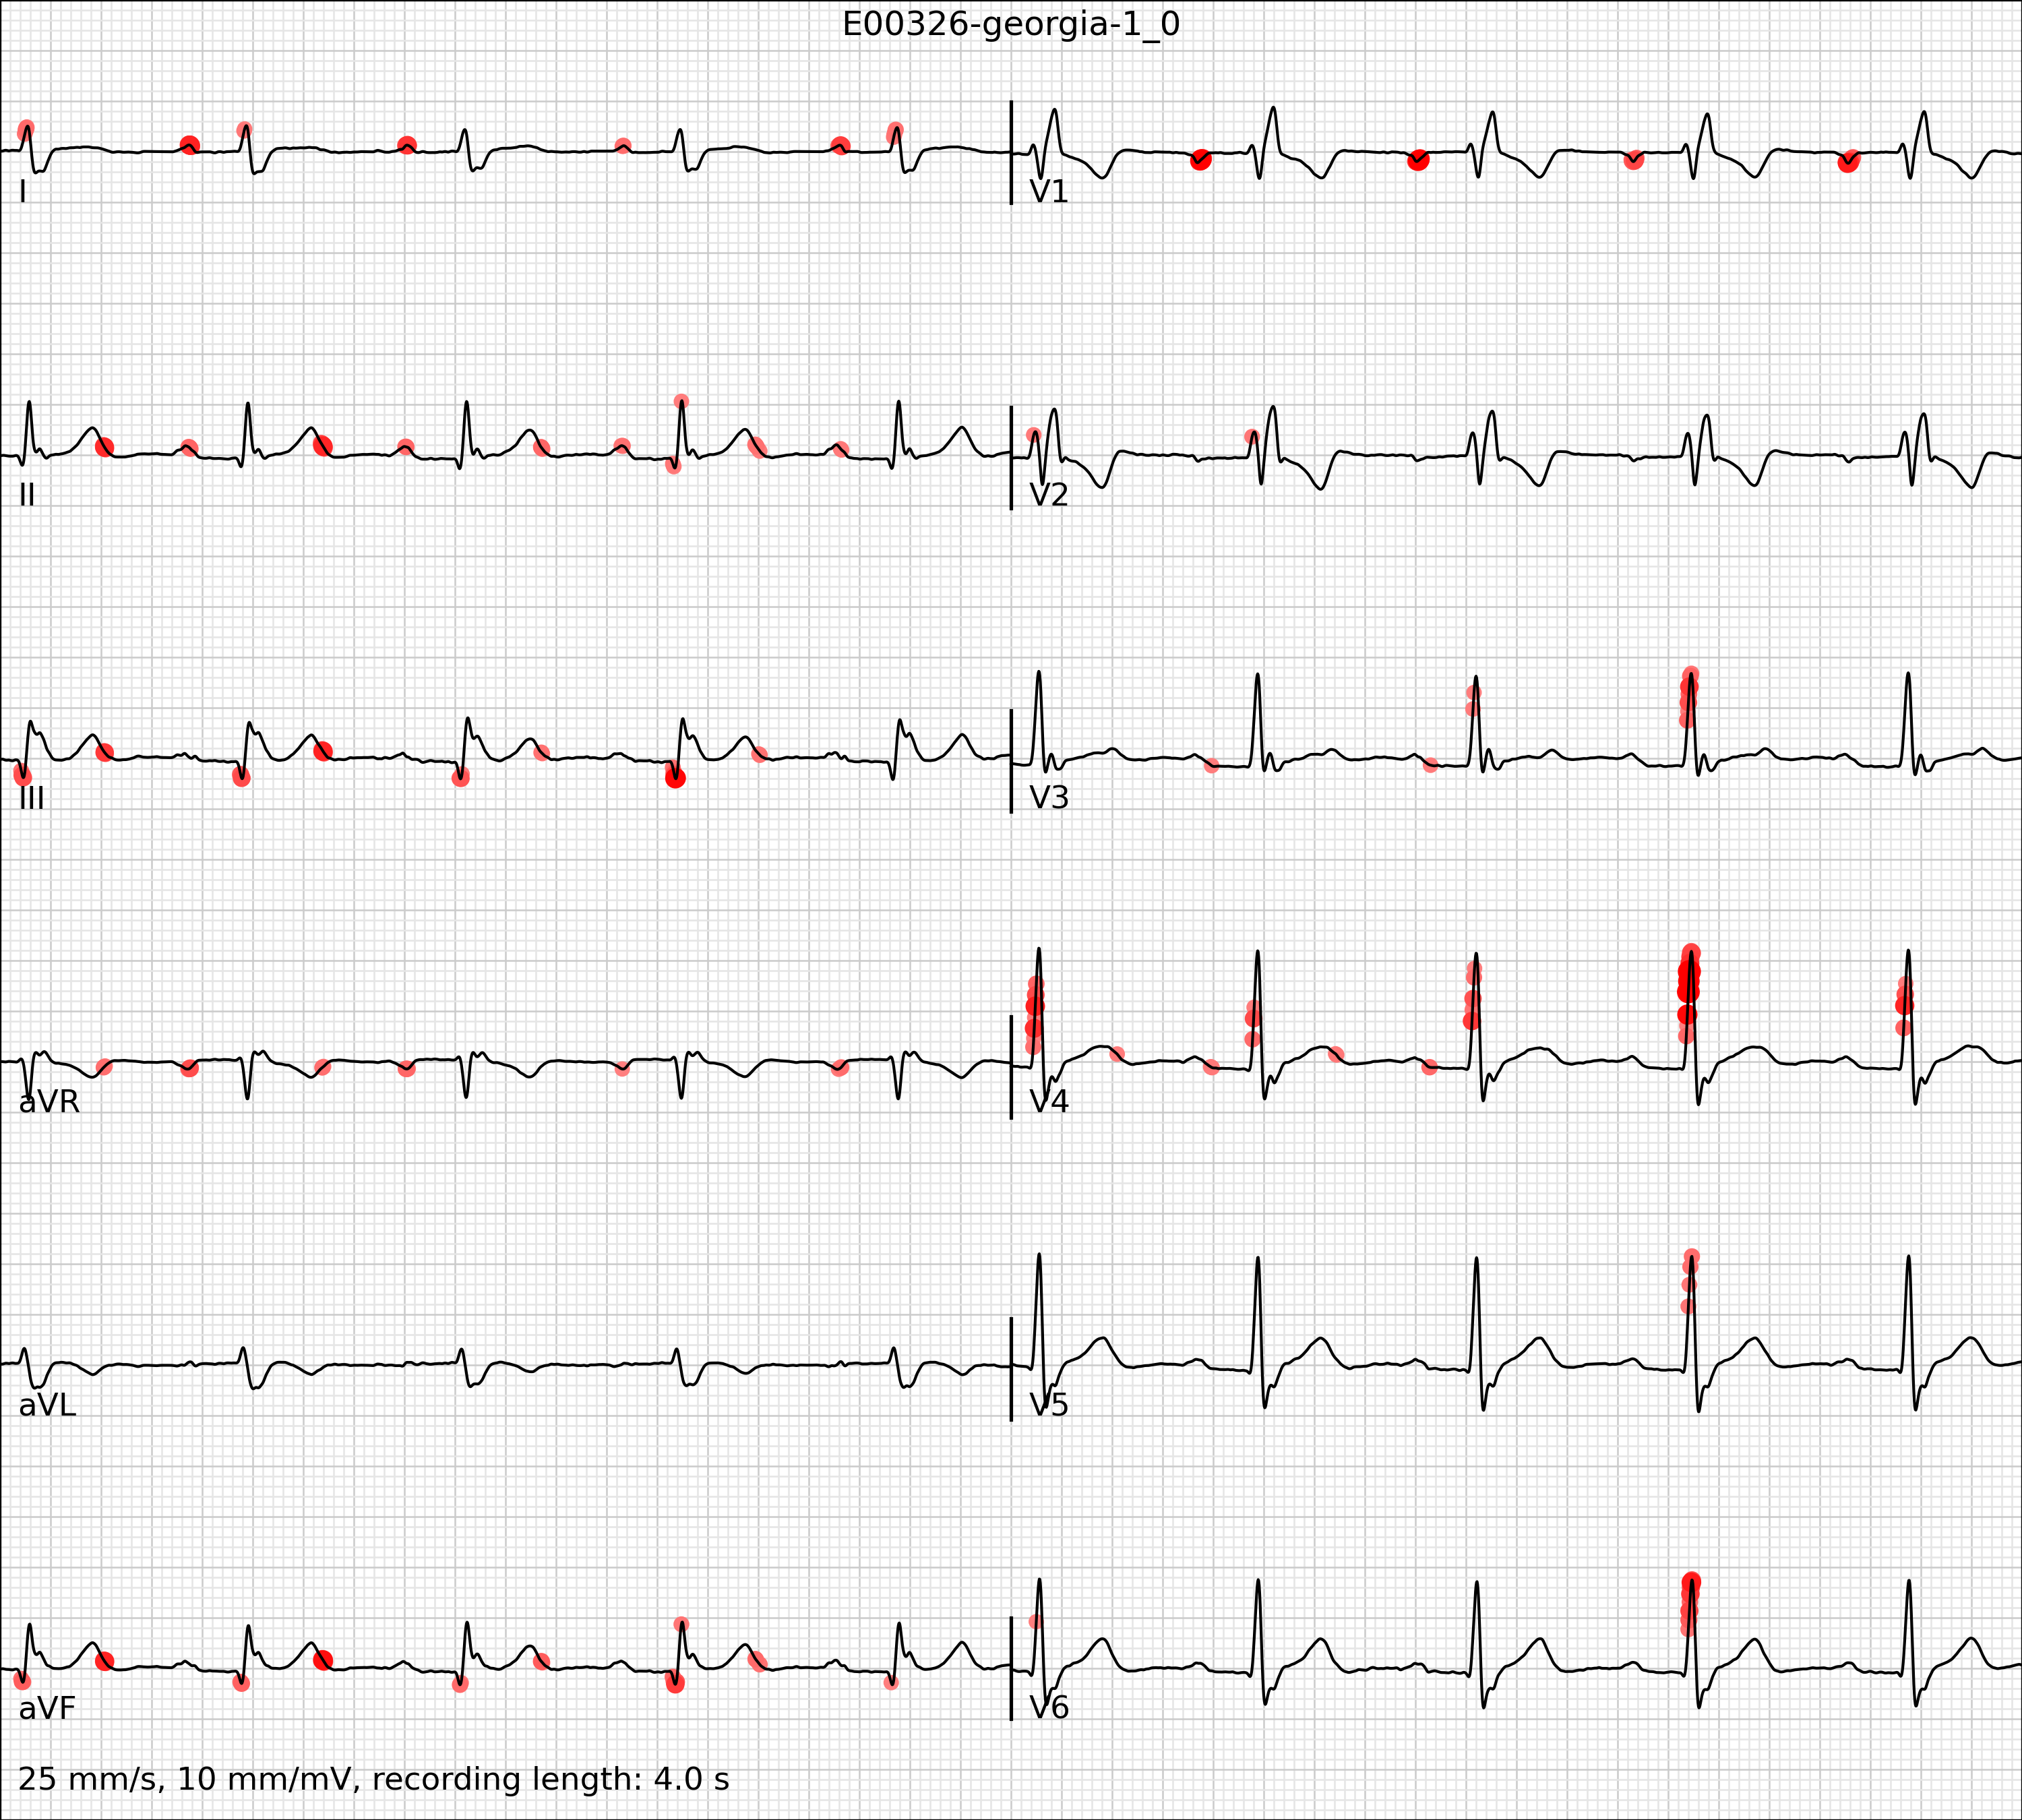 E00326-georgia-1_0
I
V1
II
V2
III
V3
aVR
V4
aVL
V5
aVF
V6
25 mm/s, 10 mm/mV, recording length: 4.0 s